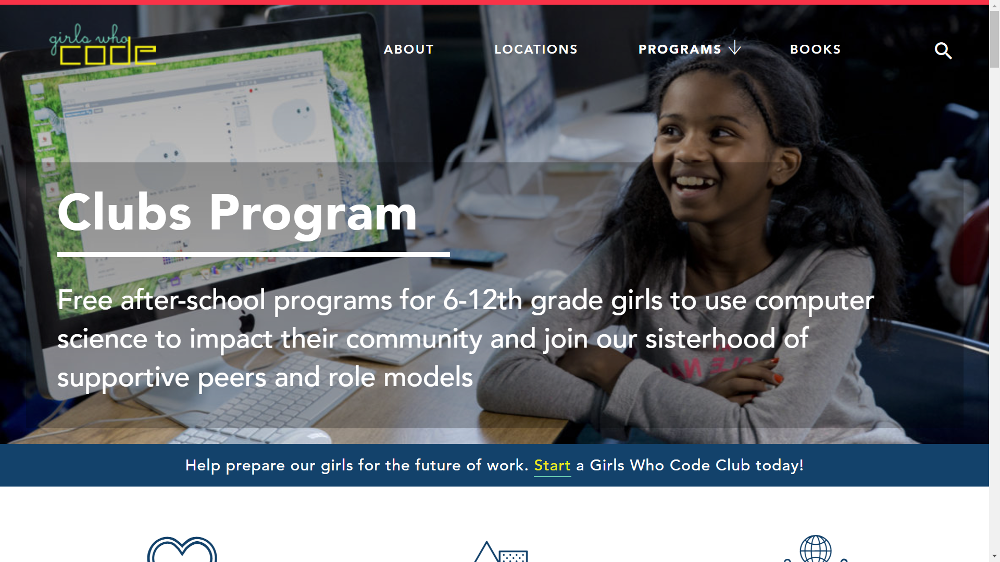 girls who
code
ABOUT LOCATIONS PROGRAMS BOOKS
Clubs Program
Free after-school programs for 6-12th grade girls to use computer
science to impact their community and join our sisterhood of
supportive peers and role models
Help prepare our girls for the future of work. Start a Girls Who Code Club today!